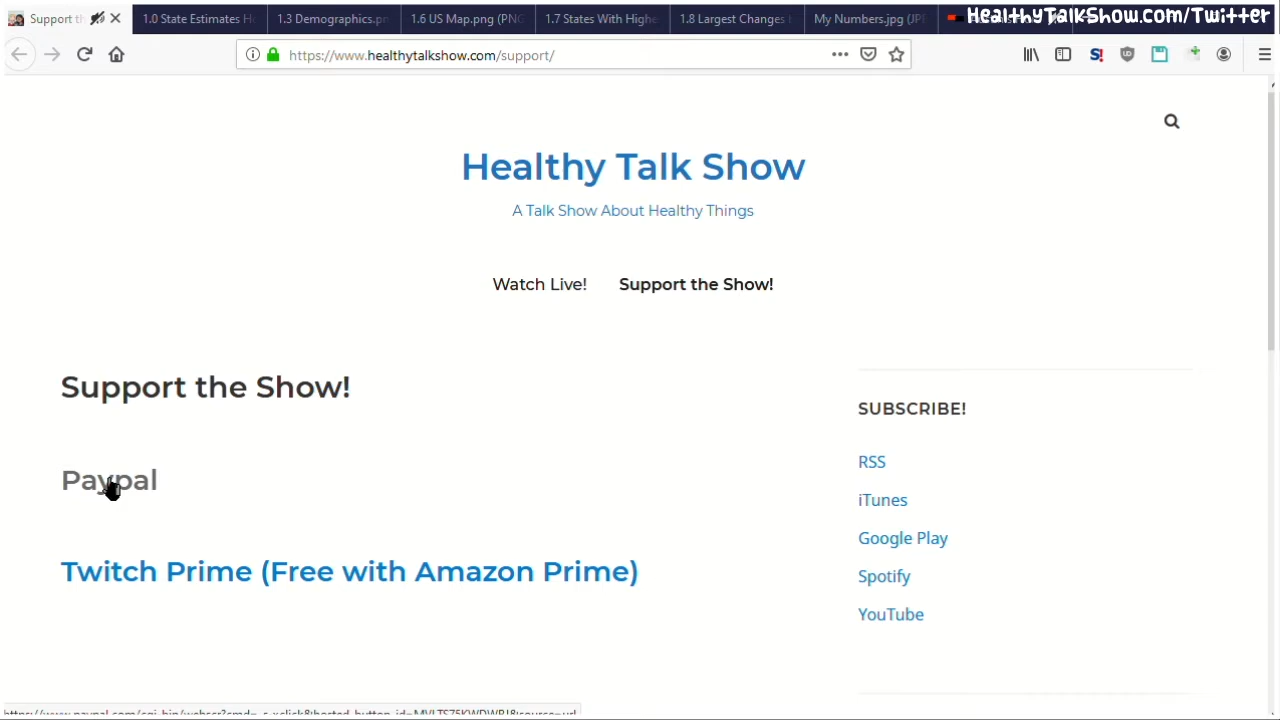 HealthyTalkShow.com/Twitter
Support th
1.0 State Estimates H
1.3 Demographics.pn
1.6 US Map.png (PNG
1.7 States With Highe
1.8 Largest Changes
My Numbers.jpg (JP
https://www.healthytalkshow.com/support/
Healthy Talk Show
A Talk Show About Healthy Things
Watch Live!
Support the Show!
Support the Show!
Paypal
Twitch Prime (Free with Amazon Prime)
SUBSCRIBE!
RSS
iTunes
Google Play
Spotify
YouTube